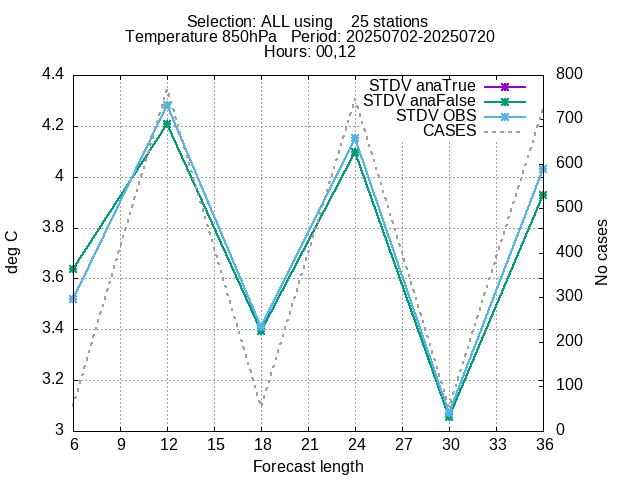 Selection: ALL using    25 stations
Temperature 850hPa   Period: 20250702-20250720
Hours: 00,12
STDV anaTrue
STDV anaFalse
STDV OBS
CASES
deg C
4.4
4.2
4
3.8
3.6
3.4
3.2
3
800
700
600
500
400
300
200
100
0
No cases
6 9 12 15 18 21 24 27 30 33 36
Forecast length